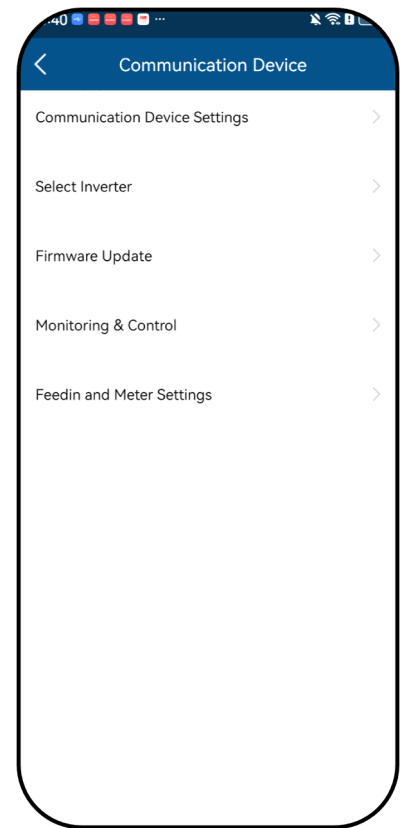 Communication Device
Communication Device Settings
Select Inverter
Firmware Update
Monitoring & Control
Feedin and Meter Settings